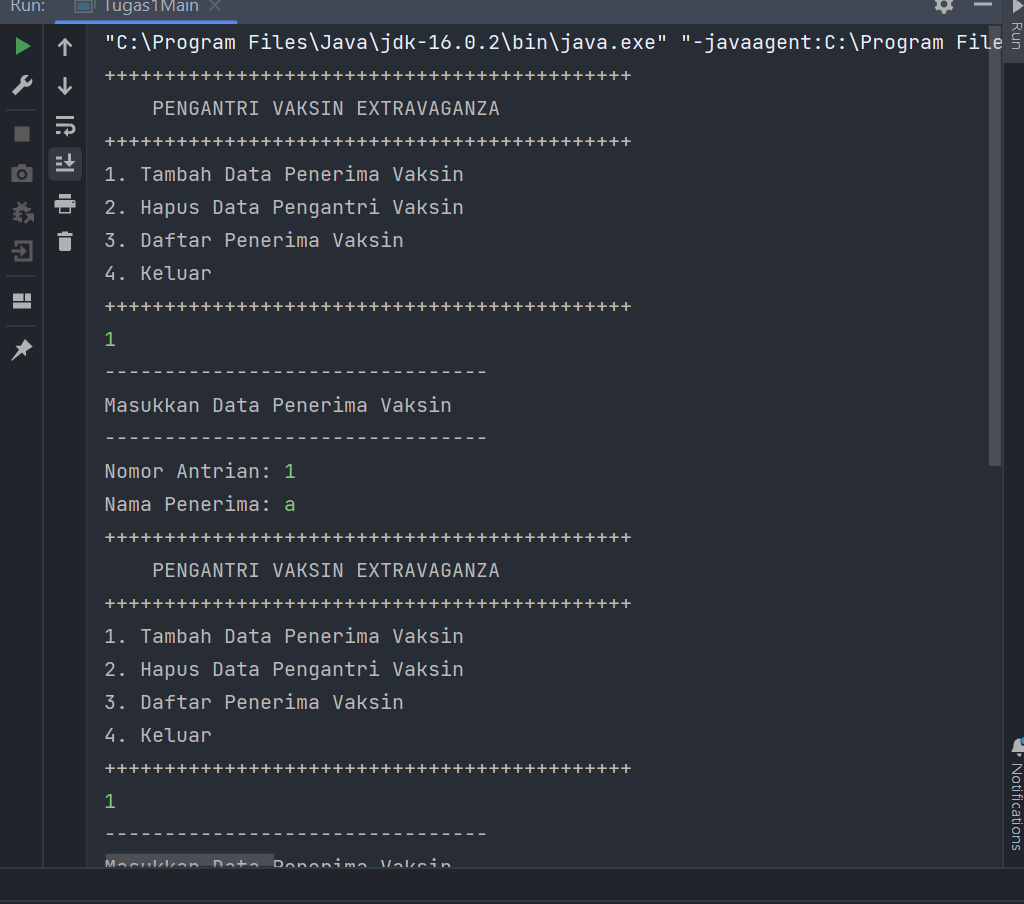 Run: Tugas1Main
"C:\Program Files\Java\jdk-16.0.2\bin\java.exe" "-javaagent:C:\Program File
++++++++++++++++++++++++++++++++++++++++++++
    PENGANTRI VAKSIN EXTRAVAGANZA
++++++++++++++++++++++++++++++++++++++++++++
1. Tambah Data Penerima Vaksin
2. Hapus Data Pengantri Vaksin
3. Daftar Penerima Vaksin
4. Keluar
++++++++++++++++++++++++++++++++++++++++++++
1
--------------------------------
Masukkan Data Penerima Vaksin
--------------------------------
Nomor Antrian: 1
Nama Penerima: a
++++++++++++++++++++++++++++++++++++++++++++
    PENGANTRI VAKSIN EXTRAVAGANZA
++++++++++++++++++++++++++++++++++++++++++++
1. Tambah Data Penerima Vaksin
2. Hapus Data Pengantri Vaksin
3. Daftar Penerima Vaksin
4. Keluar
++++++++++++++++++++++++++++++++++++++++++++
1
--------------------------------
Masukkan Data Penerima Vaksin
Run
Notifications